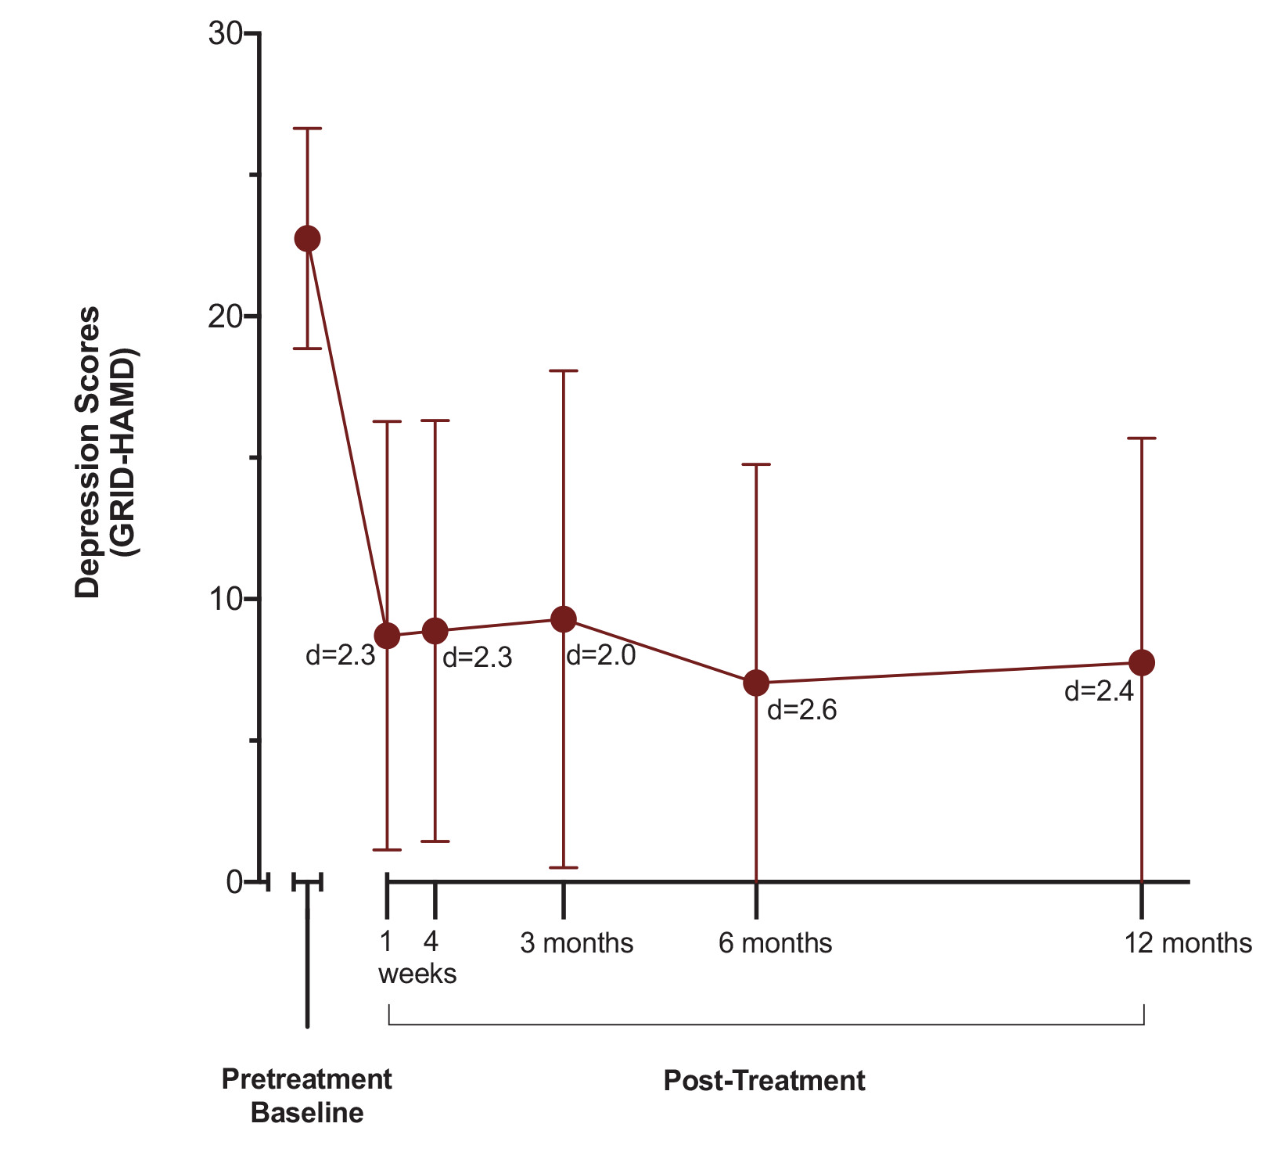 Depression Scores
(GRID-HAMD)
30
20
10
0
d=2.3
d=2.3
d=2.0
d=2.6
d=2.4
1 4
weeks
3 months
6 months
12 months
Pretreatment
Baseline
Post-Treatment